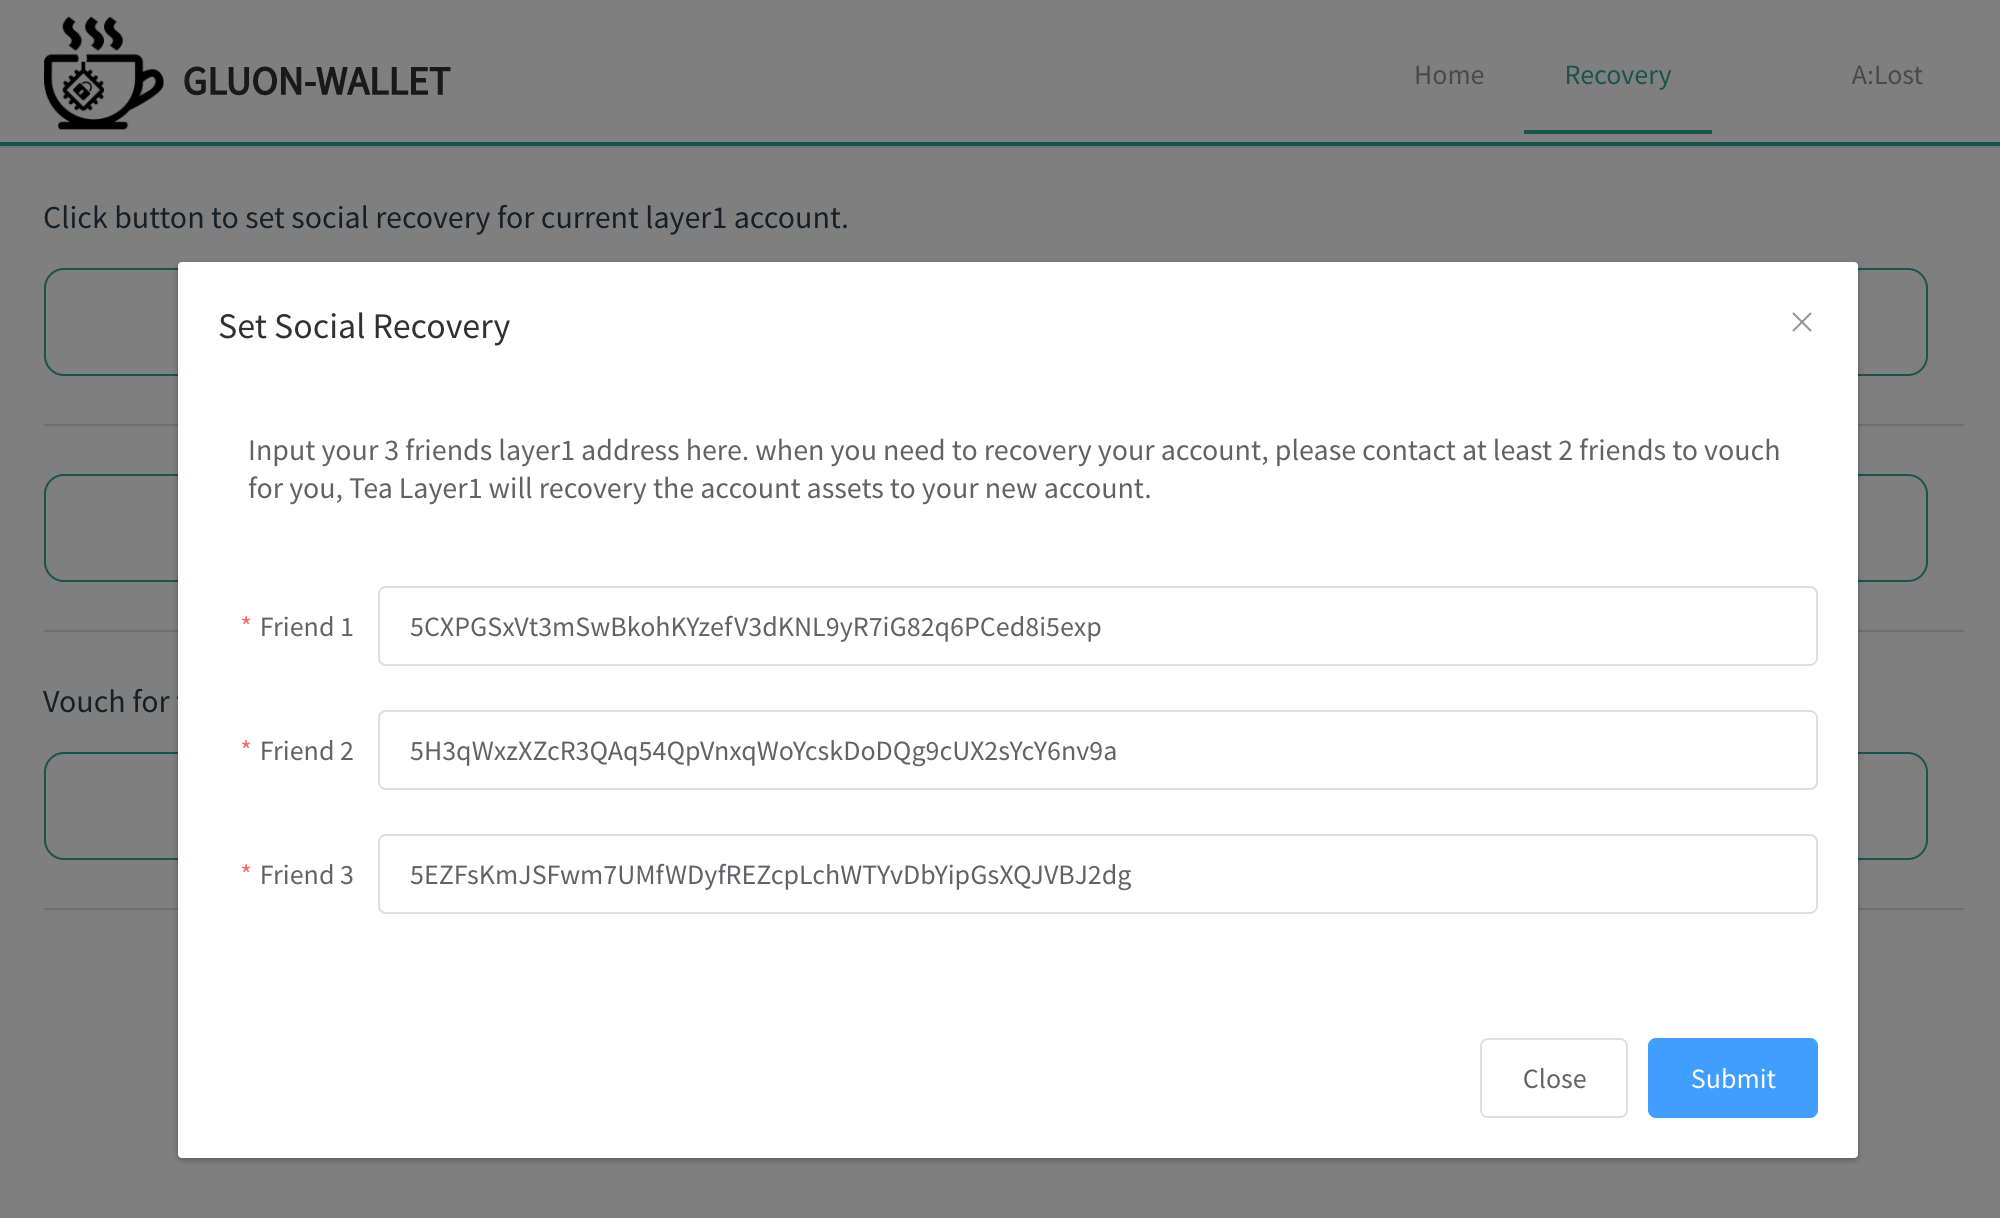 GLUON-WALLET
Home
Recovery
A:Lost
Click button to set social recovery for current layer1 account.
Set Social Recovery
Input your 3 friends layer1 address here. when you need to recovery your account, please contact at least 2 friends to vouch
for you, Tea Layer1 will recovery the account assets to your new account.
* Friend 1
5CXPGSxVt3mSwBkohKYzefV3dKNL9yR7iG82q6PCed8i5exp
Vouch for
* Friend 2
5H3qWxzXZcR3QAq54QpVnxqWoYcskDoDQg9cUX2sYcY6nv9a
* Friend 3
5EZFsKmJSFwm7UMfWDyfREZcpLchWTYvDbYipGsXQJVBJ2dg
Close
Submit